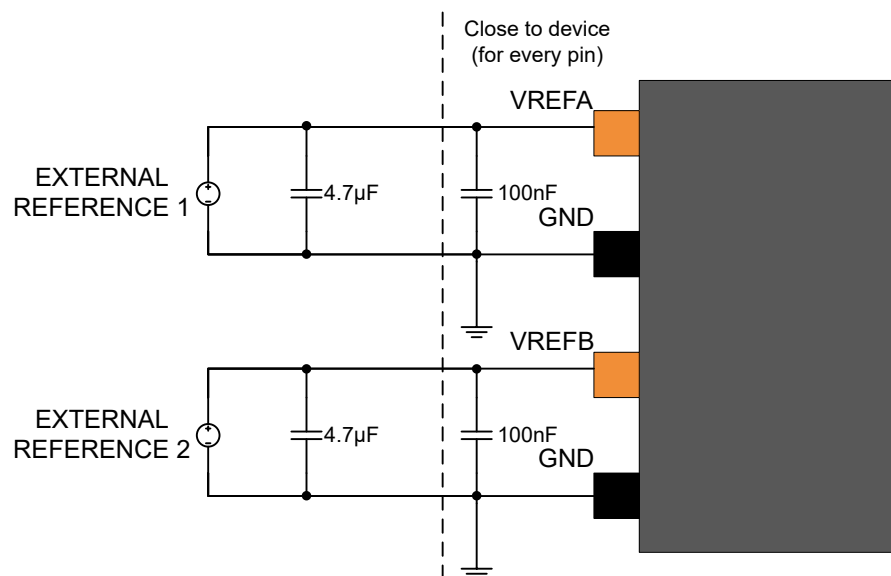 Close to device
(for every pin)
VREFA
EXTERNAL
REFERENCE 1
4.7µF
100nF
GND
VREFB
EXTERNAL
REFERENCE 2
4.7µF
100nF
GND